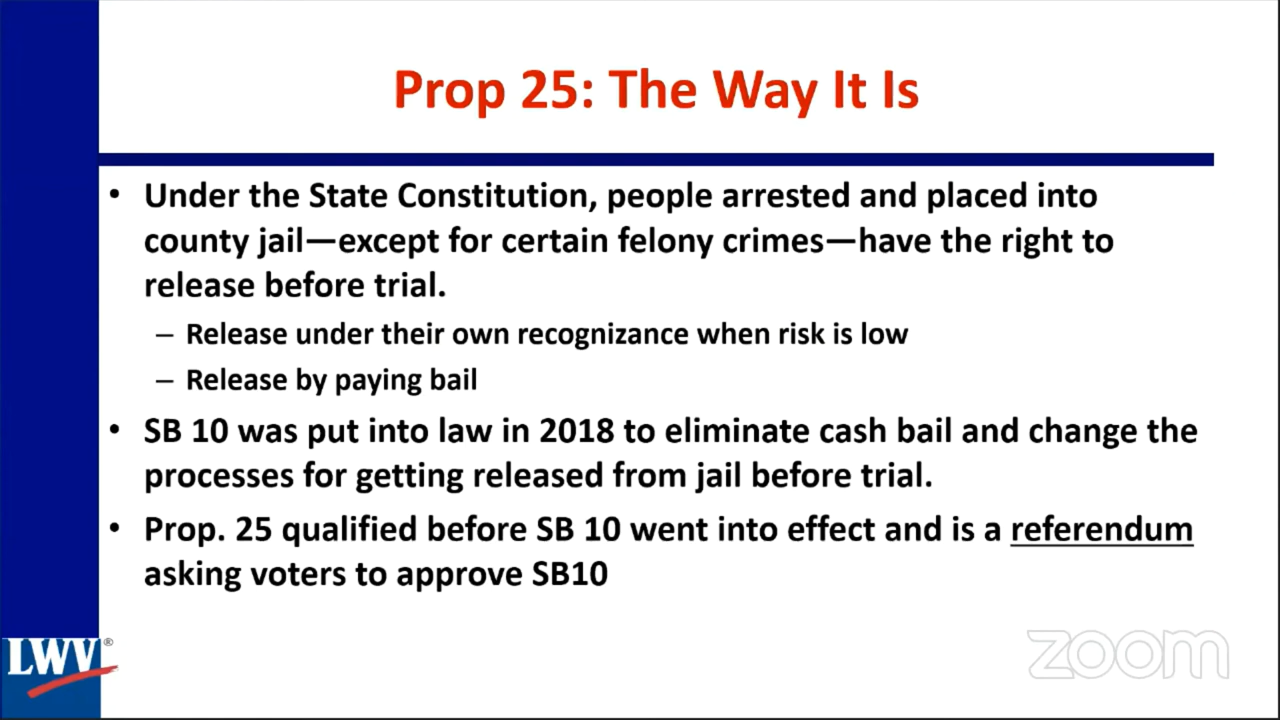 Prop 25: The Way It Is
• Under the State Constitution, people arrested and placed into
county jail—except for certain felony crimes—have the right to
release before trial.
– Release under their own recognizance when risk is low
– Release by paying bail
• SB 10 was put into law in 2018 to eliminate cash bail and change the
processes for getting released from jail before trial.
• Prop. 25 qualified before SB 10 went into effect and is a referendum
asking voters to approve SB10
LWV®
zoom